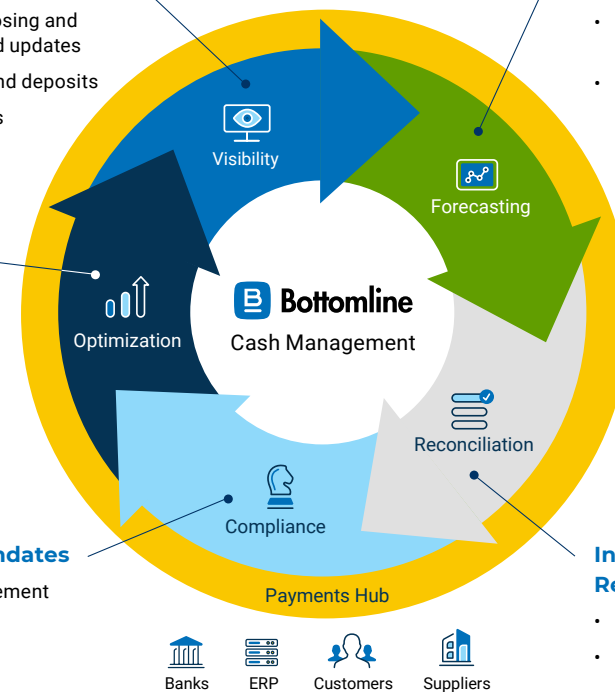 osing and
d updates
nd deposits
s
Visibility
Forecasting
Optimization
B Bottomline
Cash Management
Reconciliation
Compliance
ndates
ement
In
Re
Payments Hub
Banks
ERP
Customers
Suppliers